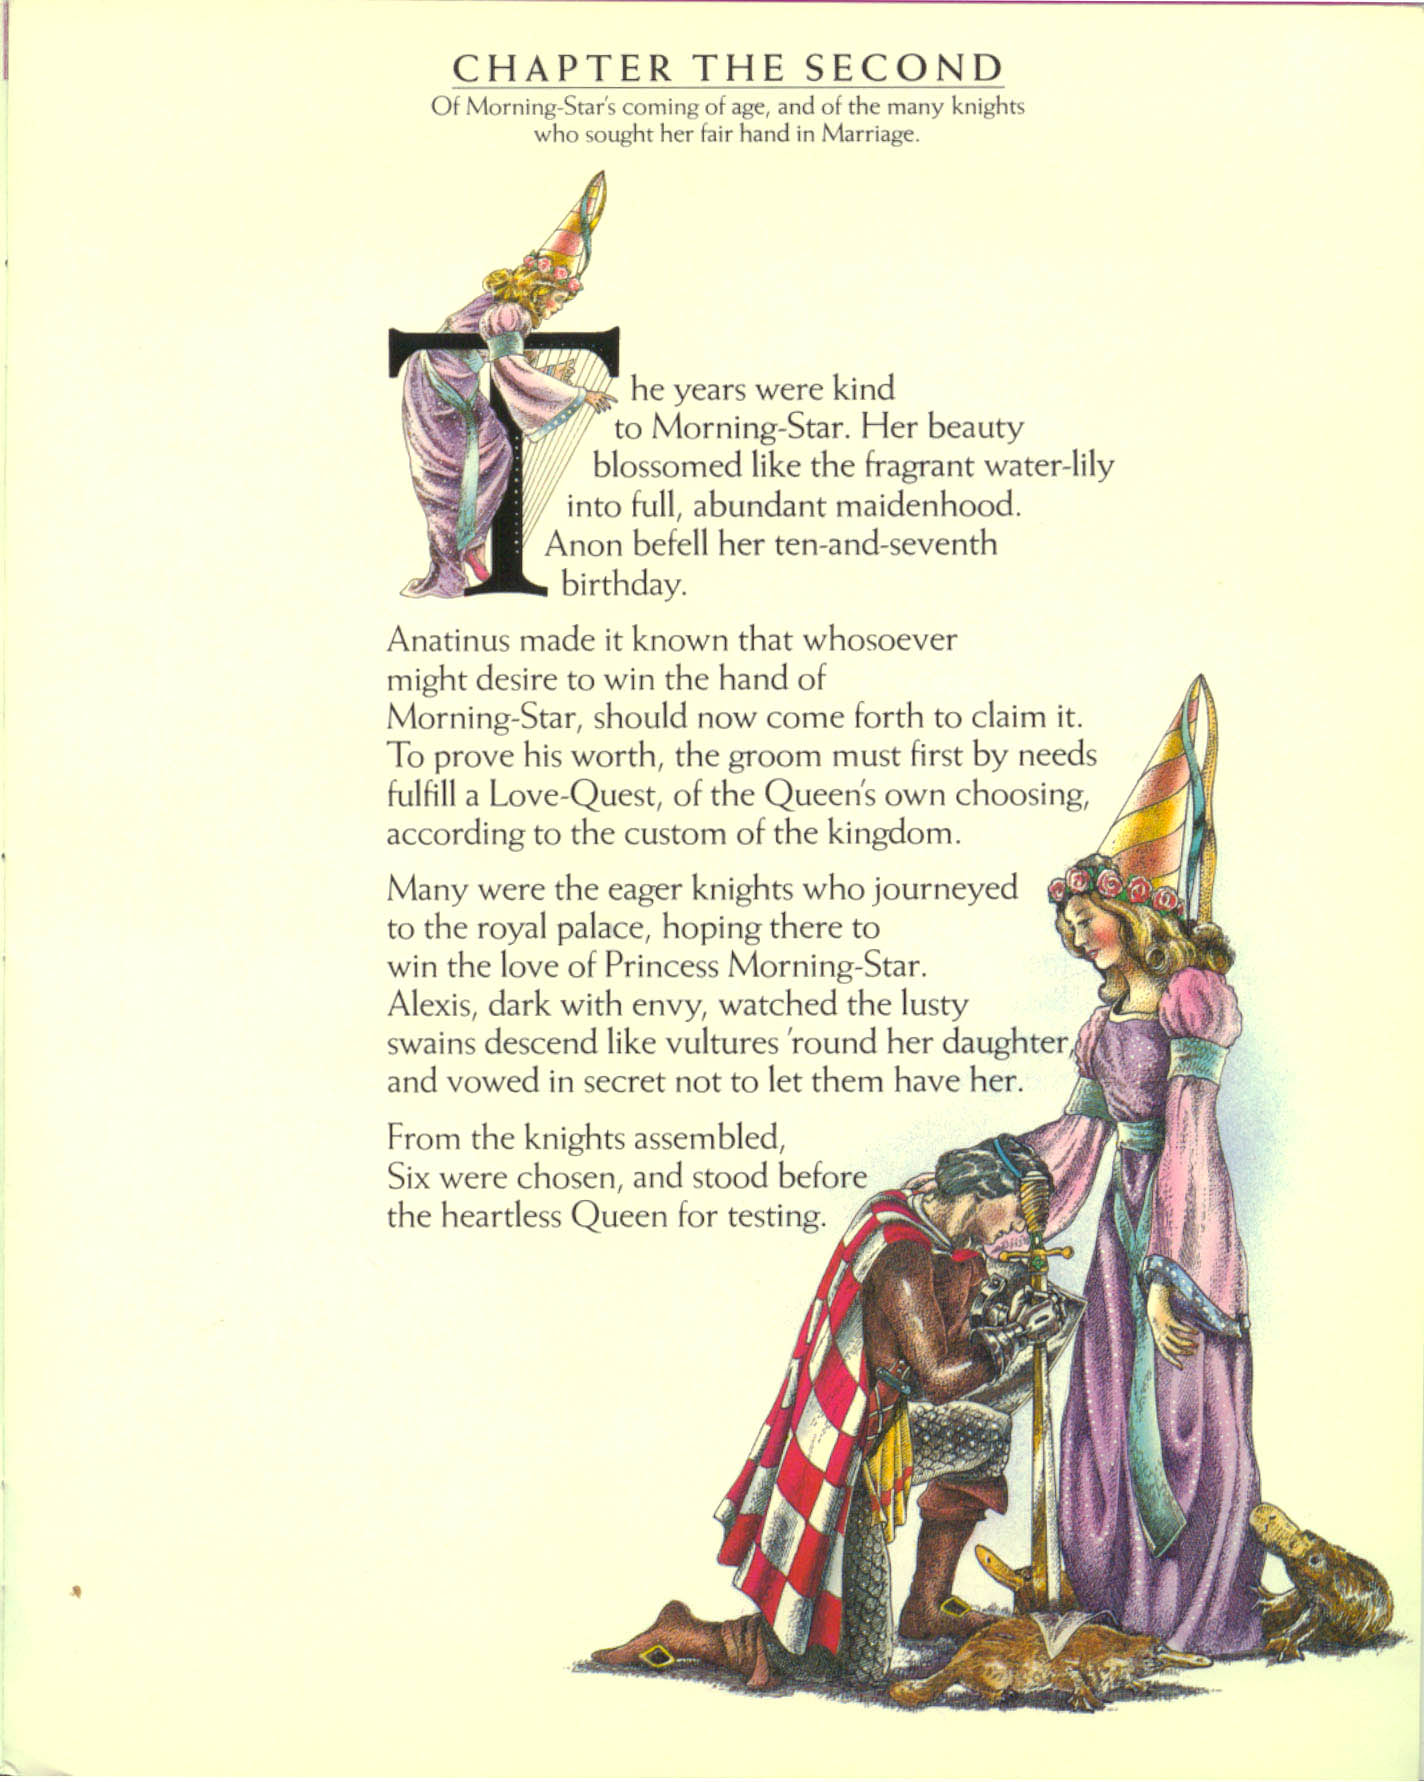 CHAPTER THE SECOND
Of Morning-Star's coming of age, and of the many knights
who sought her fair hand in Marriage.
The years were kind
to Morning-Star. Her beauty
blossomed like the fragrant water-lily
into full, abundant maidenhood.
Anon befell her ten-and-seventh
birthday.
Anatinus made it known that whosoever
might desire to win the hand of
Morning-Star, should now come forth to claim it.
To prove his worth, the groom must first by needs
fulfill a Love-Quest, of the Queen's own choosing,
according to the custom of the kingdom.
Many were the eager knights who journeyed
to the royal palace, hoping there to
win the love of Princess Morning-Star.
Alexis, dark with envy, watched the lusty
swains descend like vultures 'round her daughter,
and vowed in secret not to let them have her.
From the knights assembled,
Six were chosen, and stood before
the heartless Queen for testing.